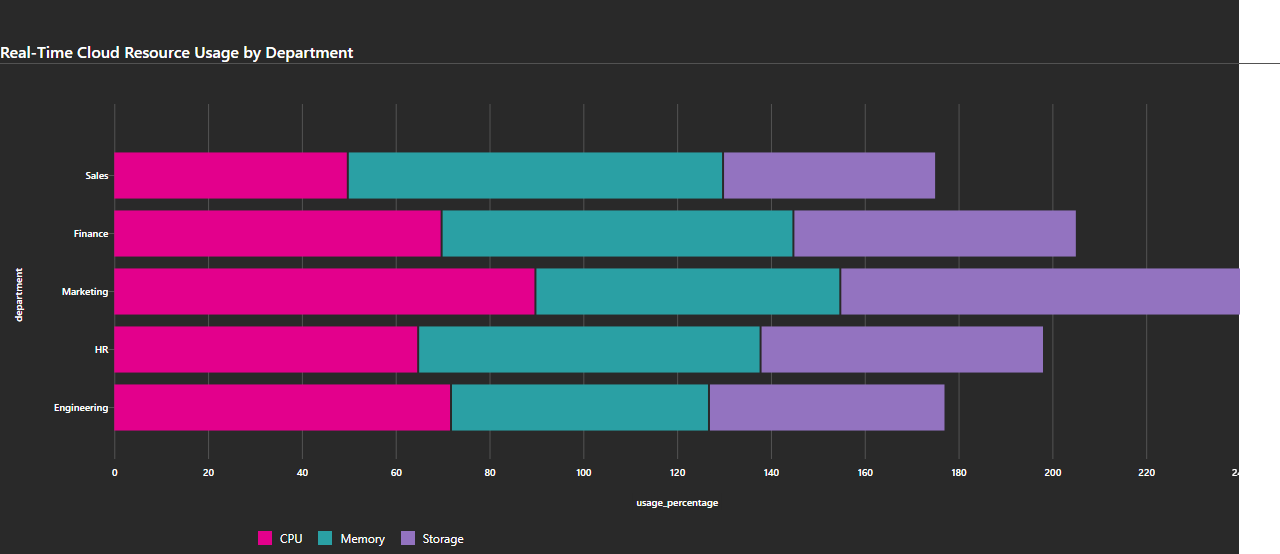 Real-Time Cloud Resource Usage by Department
department
Sales
Finance
Marketing
HR
Engineering
0 20 40 60 80 100 120 140 160 180 200 220
usage_percentage
CPU Memory Storage